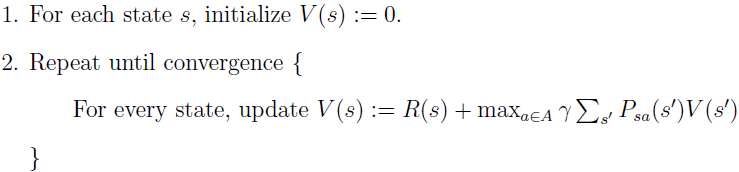 1. For each state s, initialize V(s) := 0.
2. Repeat until convergence {
For every state, update V(s) := R(s) + max_{a∈A} γ ∑_{s′} P_{sa}(s′)V(s′)
}